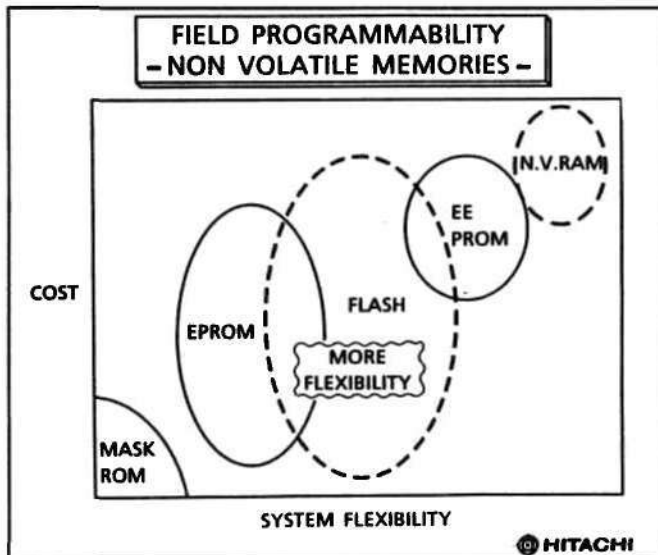 FIELD PROGRAMMABILITY
– NON VOLATILE MEMORIES –
N.V.RAM
EE
PROM
COST
FLASH
EPROM
MORE
FLEXIBILITY
MASK
ROM
SYSTEM FLEXIBILITY
HITACHI